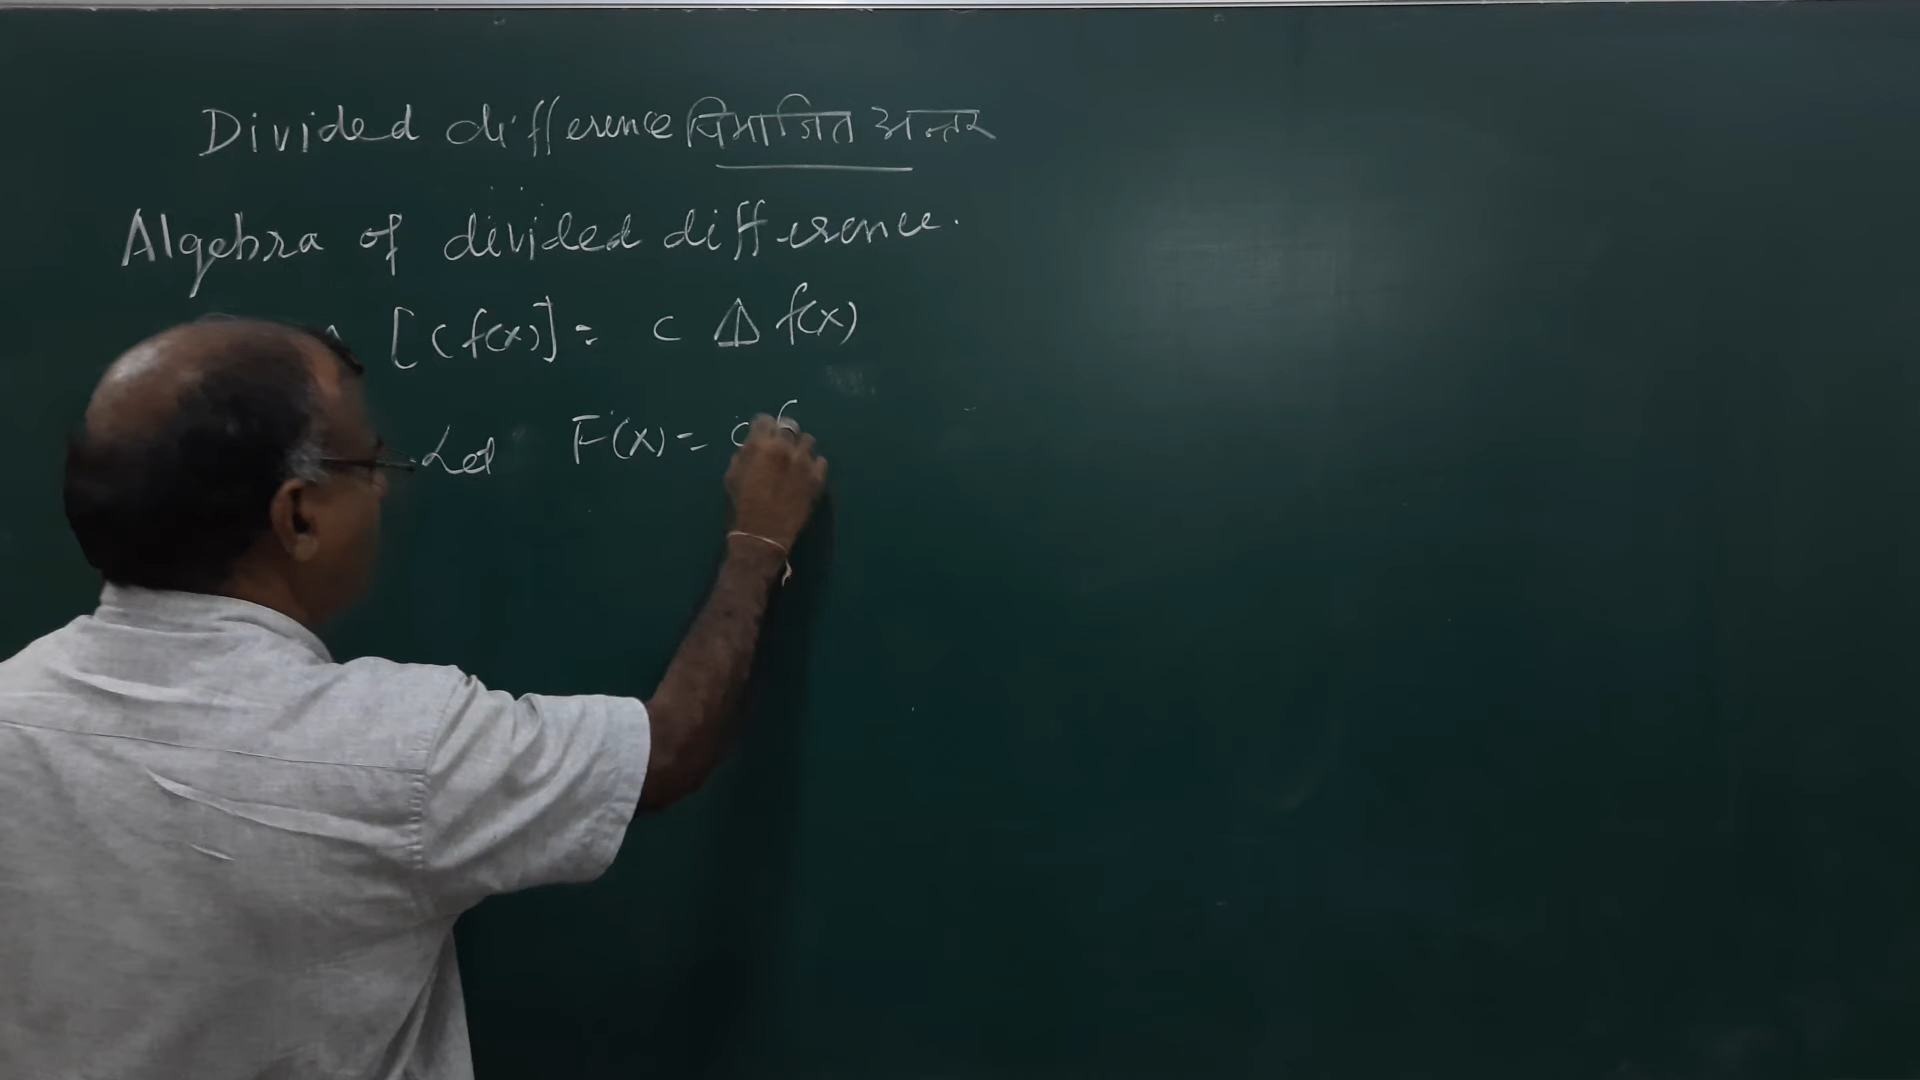 Divided difference विभाजित अन्तर
Algebra of divided difference.
[c f(x)] = c ⍋ f(x)
Let F(x) = c f